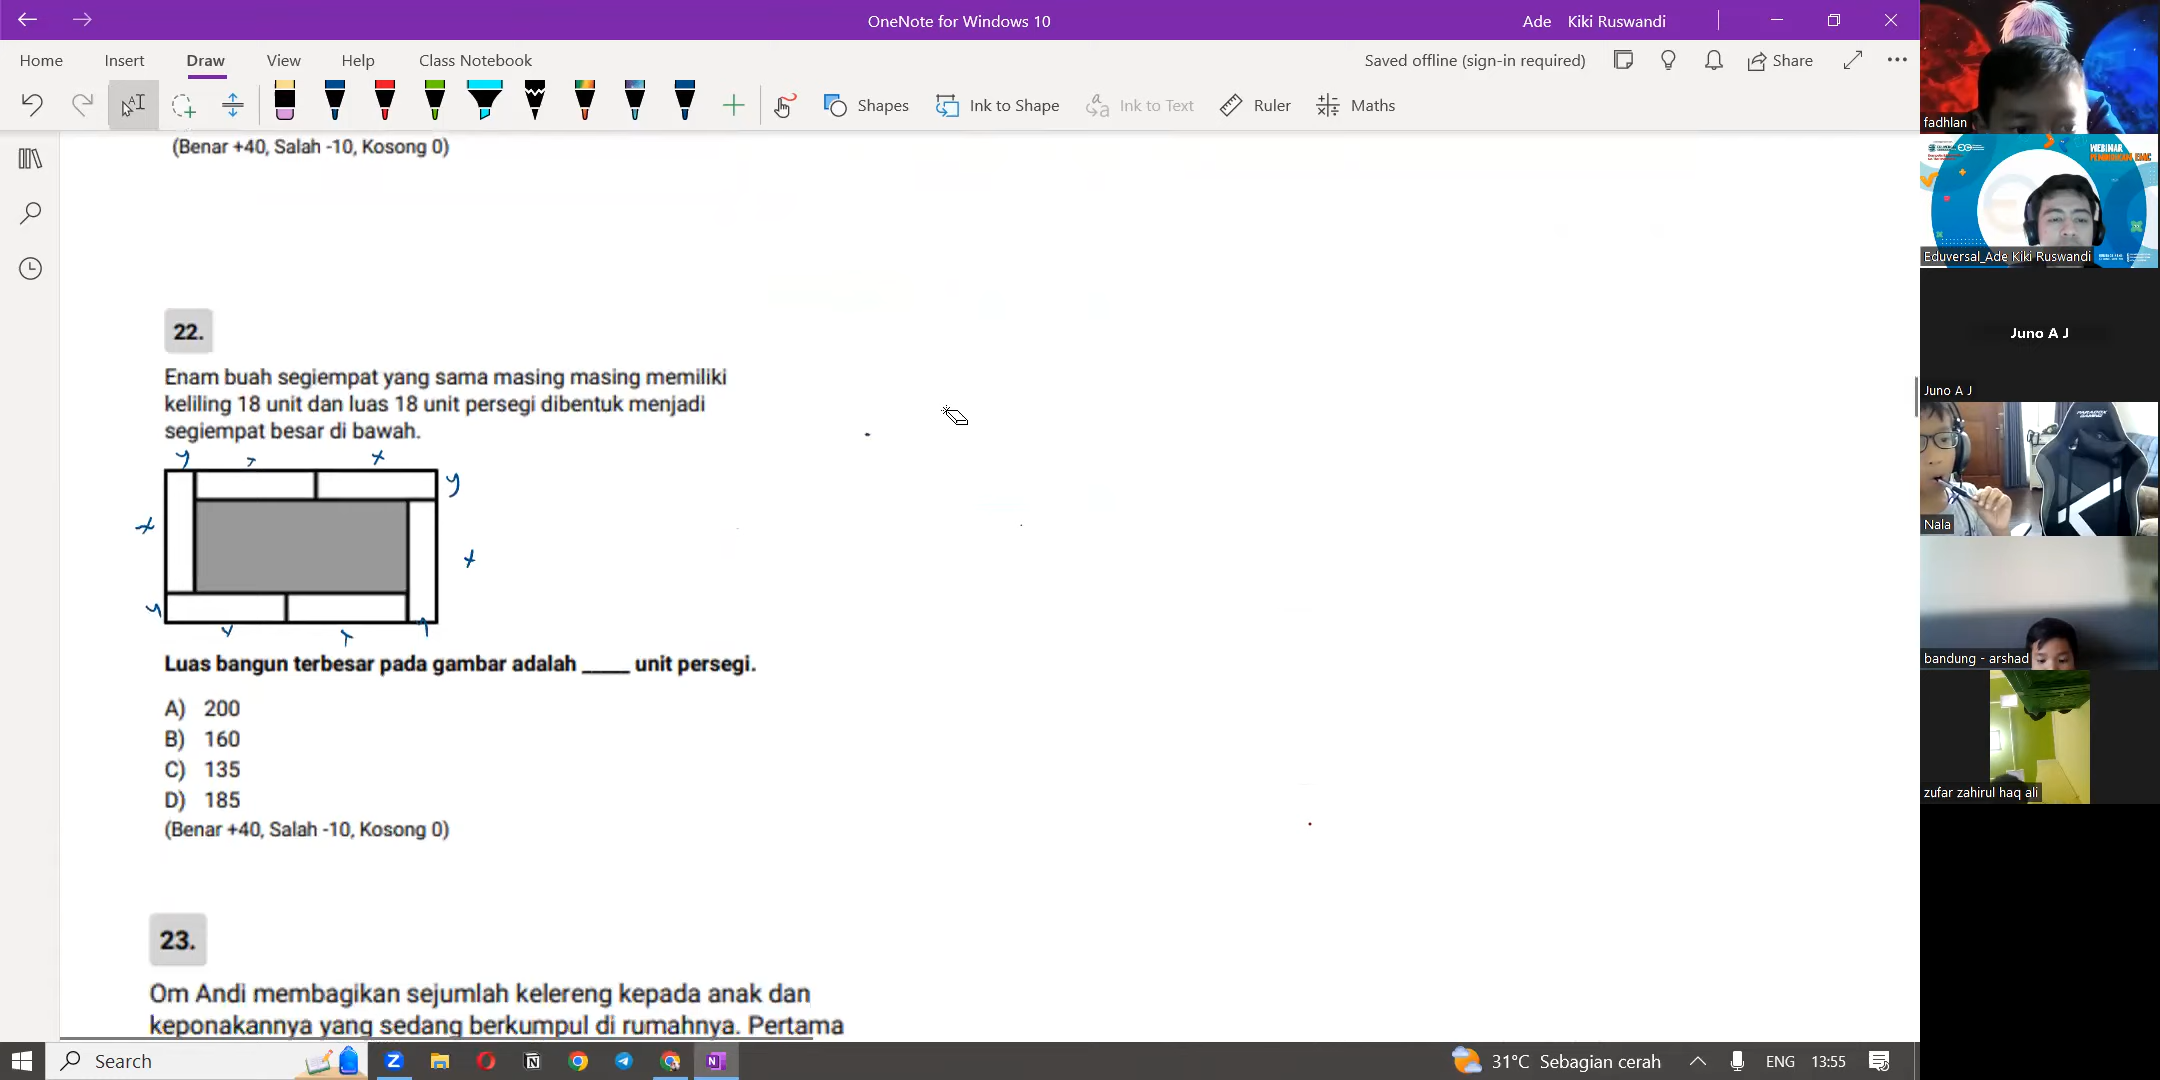 OneNote for Windows 10
Ade Kiki Ruswandi
Home Insert Draw View Help Class Notebook
Saved offline (sign-in required) Share
Shapes Ink to Shape Ink to Text Ruler Maths
(Benar +40, Salah -10, Kosong 0)
22.
Enam buah segiempat yang sama masing masing memiliki
keliling 18 unit dan luas 18 unit persegi dibentuk menjadi
segiempat besar di bawah.
y x x
y
x
x
y
x x y
Luas bangun terbesar pada gambar adalah _____ unit persegi.
A) 200
B) 160
C) 135
D) 185
(Benar +40, Salah -10, Kosong 0)
23.
Om Andi membagikan sejumlah kelereng kepada anak dan
keponakannya yang sedang berkumpul di rumahnya. Pertama
fadhlan
WEBINAR
Eduversal_Ade Kiki Ruswandi
Juno A J
Juno A J
PARADOX
Nala
bandung - arshad
zufar zahirul haq ali
Search
31°C Sebagian cerah
ENG 13:55